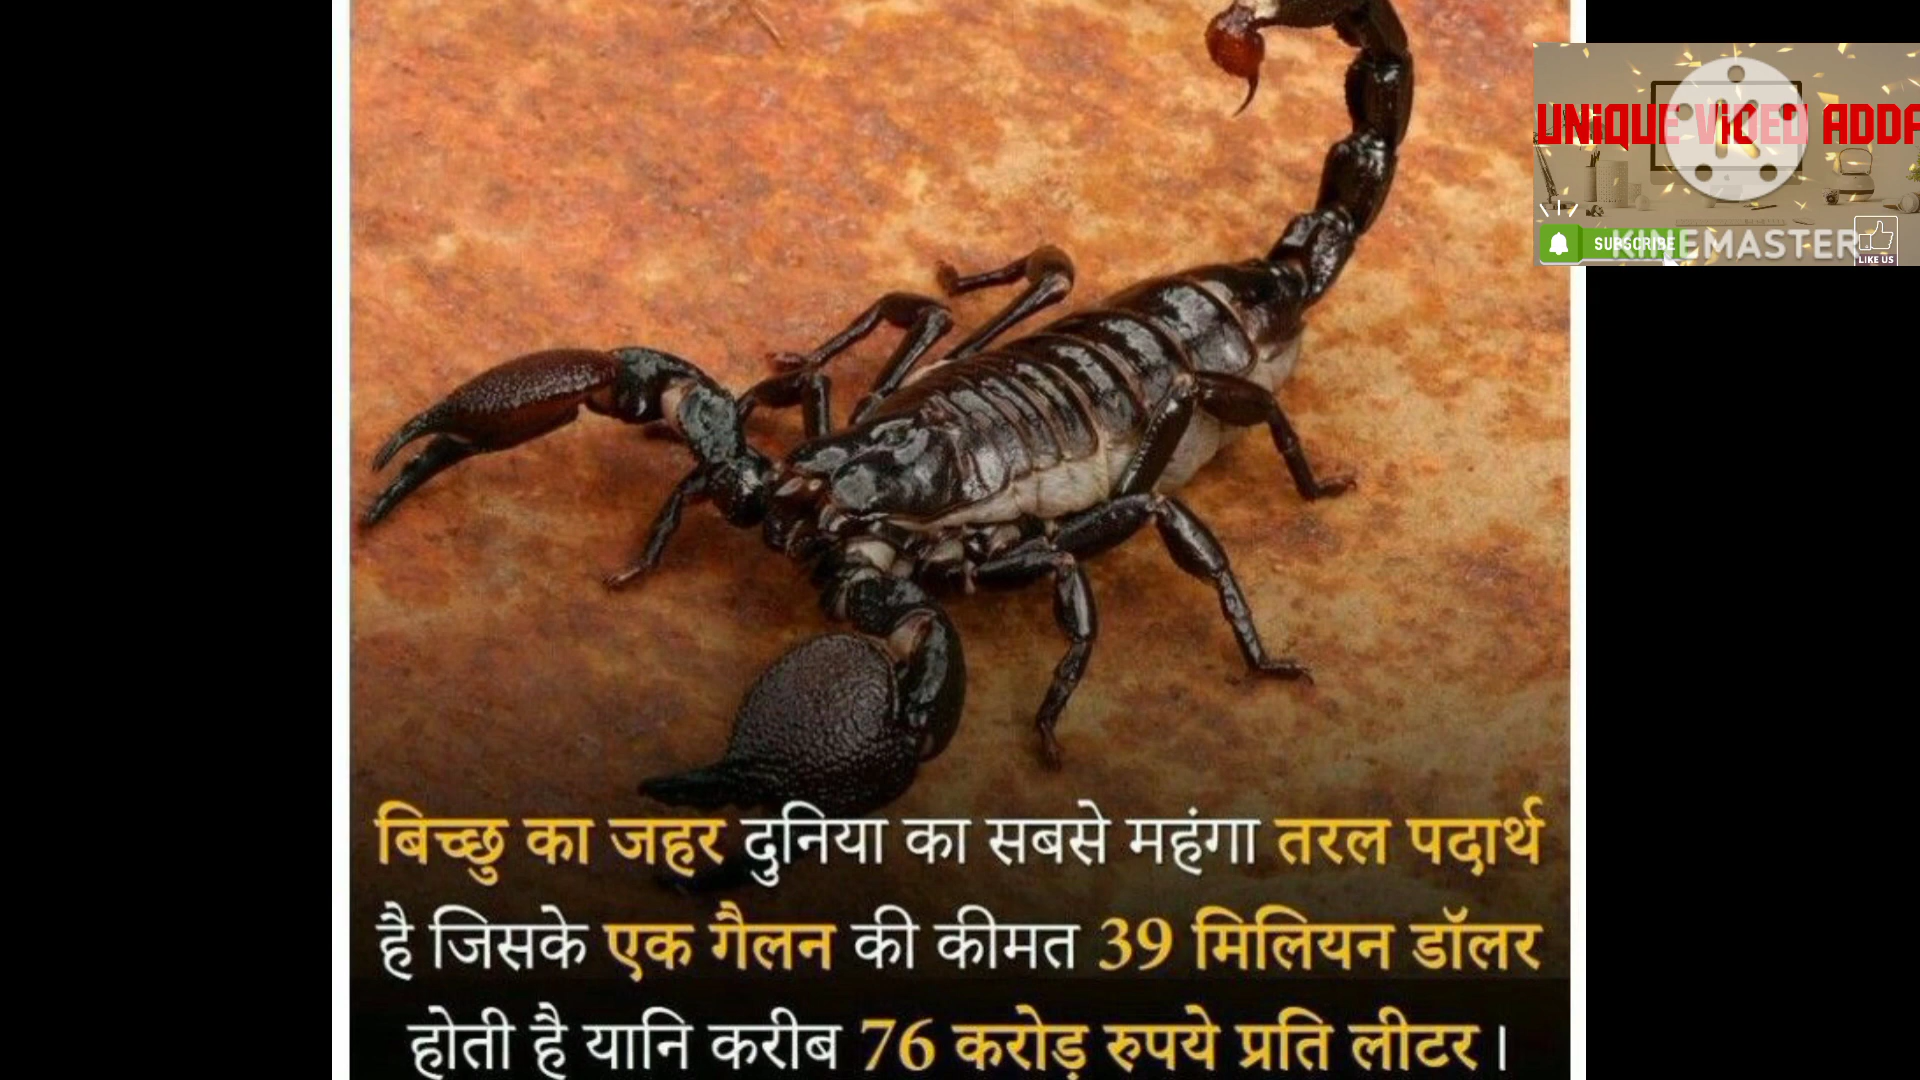 UNIQUE VIDEO ADDA
SUBSCRIBE
KINEMASTER
LIKE US
बिच्छु का जहर दुनिया का सबसे महंगा तरल पदार्थ
है जिसके एक गैलन की कीमत 39 मिलियन डॉलर
होती है यानि करीब 76 करोड़ रुपये प्रति लीटर।